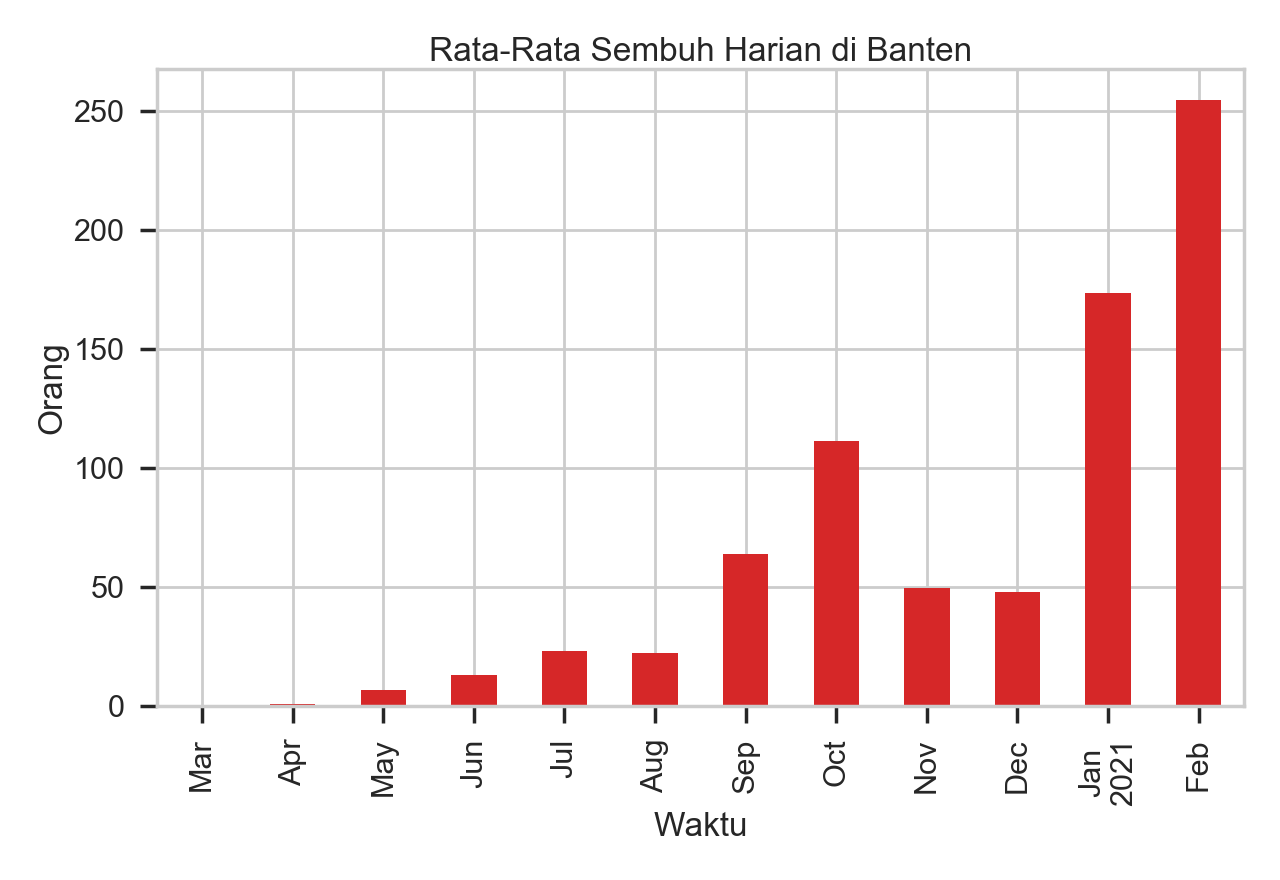 Rata-Rata Sembuh Harian di Banten
Orang
250
200
150
100
50
0
Mar
Apr
May
Jun
Jul
Aug
Sep
Oct
Nov
Dec
Jan
2021
Feb
Waktu